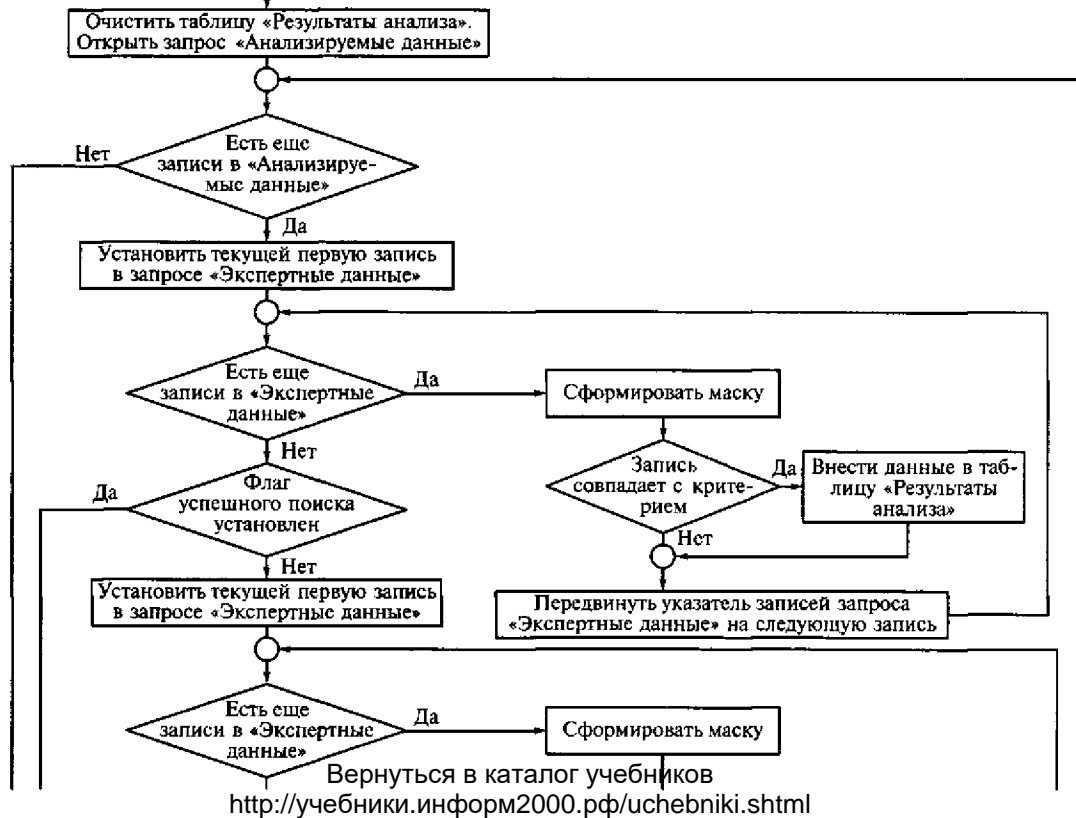 Очистить таблицу «Результаты анализа».
Открыть запрос «Анализируемые данные»
Есть еще
записи в «Анализируе-
мыс данные»
Нет
Да
Установить текущей первую запись
в запросе «Экспертные данные»
Есть еще
записи в «Экспертные
данные»
Да
Сформировать маску
Запись
совпадает с крите-
рием
Да
Внести данные в таб-
лицу «Результаты
анализа»
Нет
Передвинуть указатель записей запроса
«Экспертные данные» на следующую запись
Нет
Флаг
успешного поиска
установлен
Да
Нет
Установить текущей первую запись
в запросе «Экспертные данные»
Есть еще
записи в «Экспертные
данные»
Да
Сформировать маску
Вернуться в каталог учебников
http://учебники.информ2000.рф/uchebniki.shtml